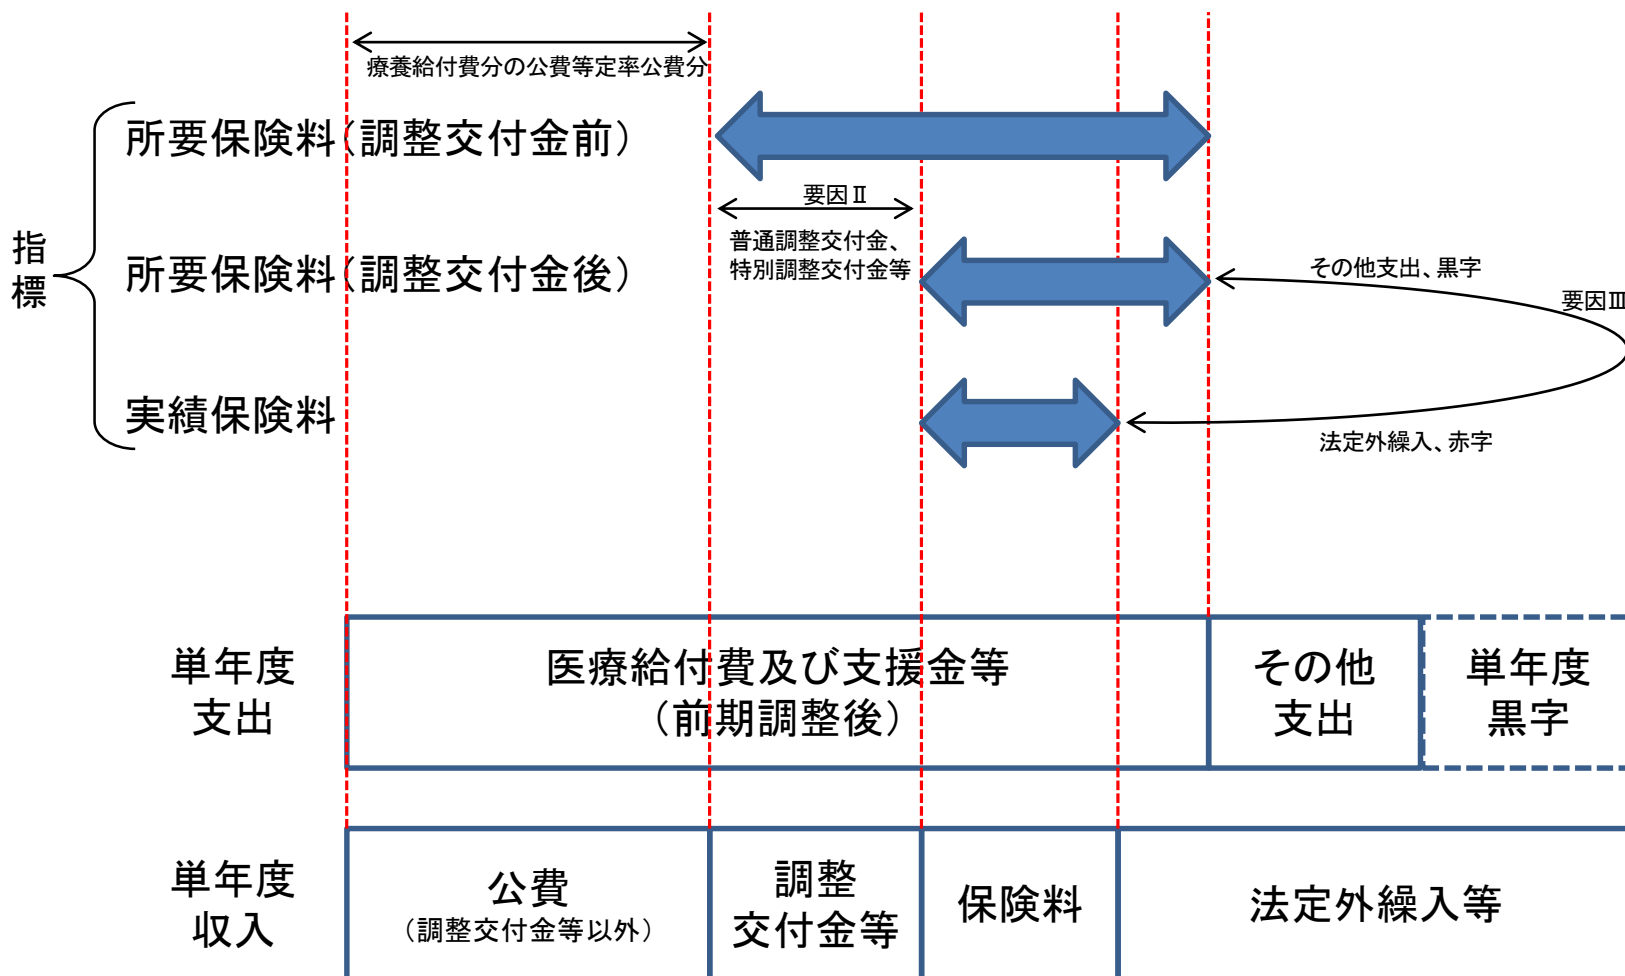 療養給付費分の公費等定率公費分
所要保険料（調整交付金前）
要因Ⅱ
普通調整交付金、
特別調整交付金等
指
標
所要保険料（調整交付金後）
その他支出、黒字
要因Ⅲ
実績保険料
法定外繰入、赤字
単年度
支出
医療給付費及び支援金等
（前期調整後）
その他
支出
単年度
黒字
単年度
収入
公費
（調整交付金等以外）
調整
交付金等
保険料
法定外繰入等